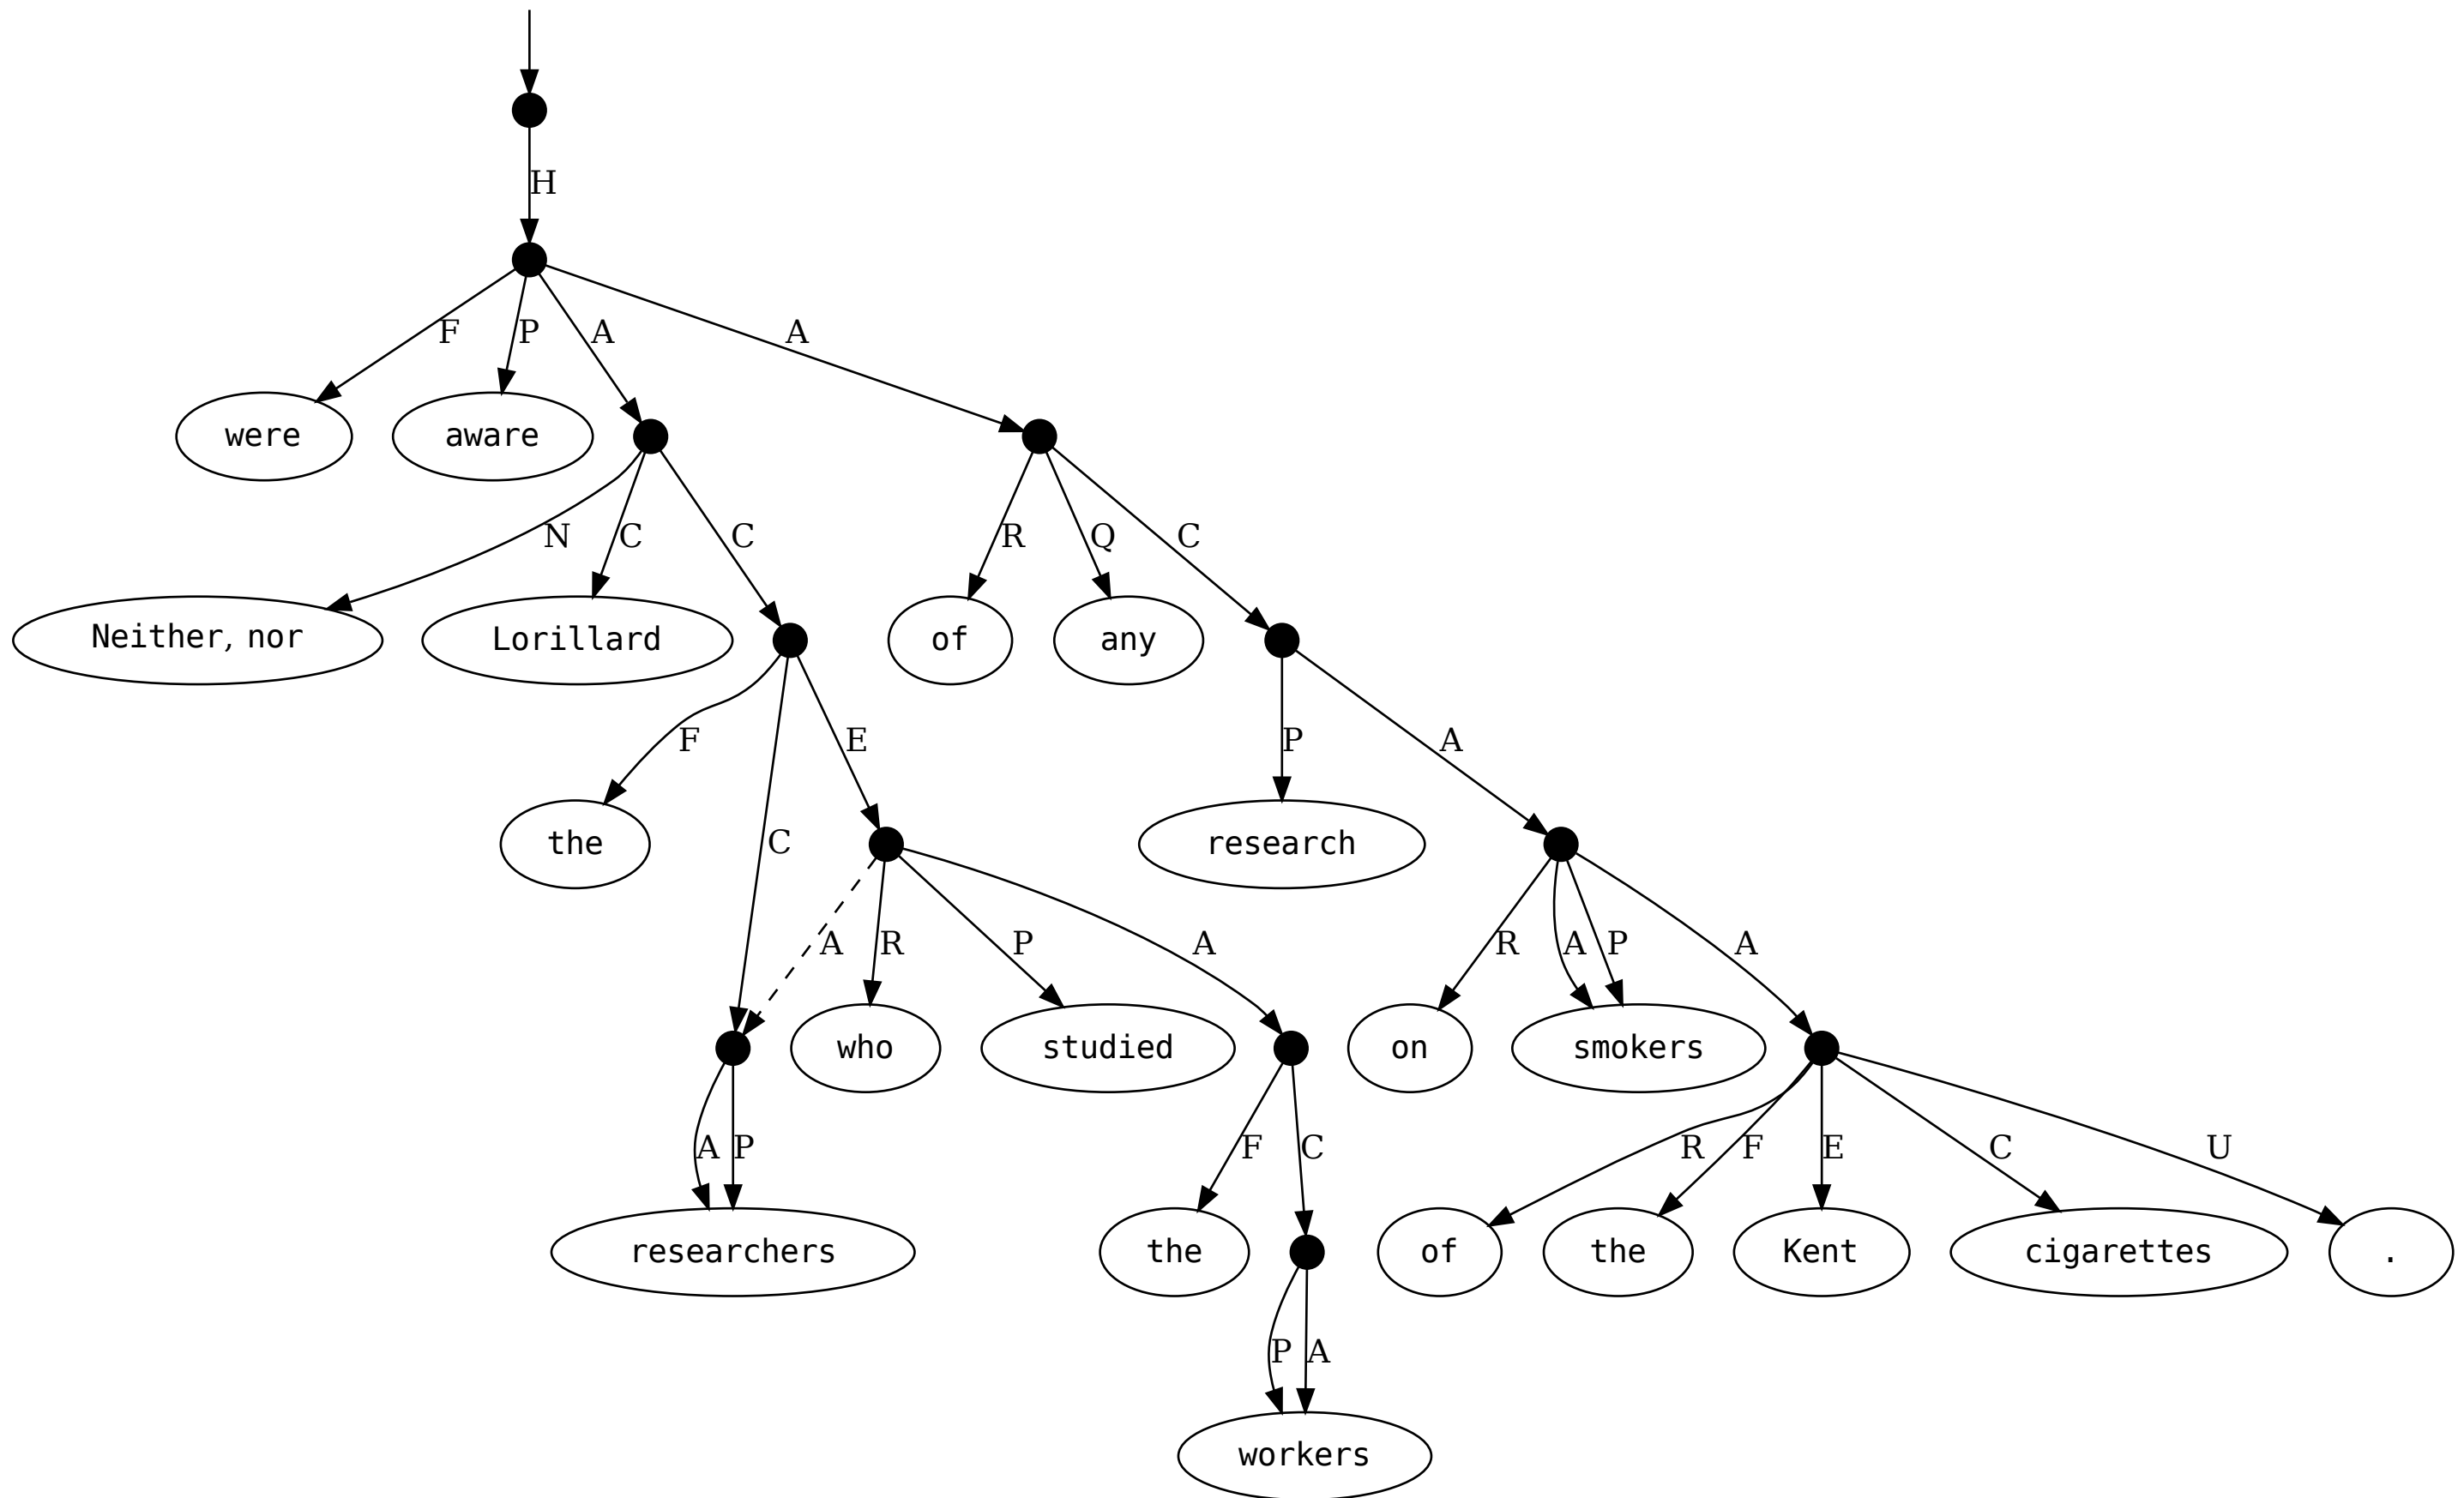 H
F P A A
were aware
N C C R Q C
Neither, nor Lorillard of any
F C E P A
the research
A R P A R A P A
who studied on smokers
A P F C R F E C U
researchers the of the Kent cigarettes .
P A
workers